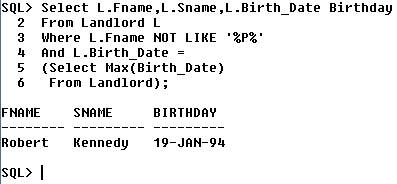 SQL> Select L.Fname,L.Sname,L.Birth_Date Birthday
2 From Landlord L
3 Where L.Fname NOT LIKE '%P%'
4 And L.Birth_Date =
5 (Select Max(Birth_Date)
6 From Landlord);
FNAME SNAME BIRTHDAY
-------- --------- ---------
Robert Kennedy 19-JAN-94
SQL>